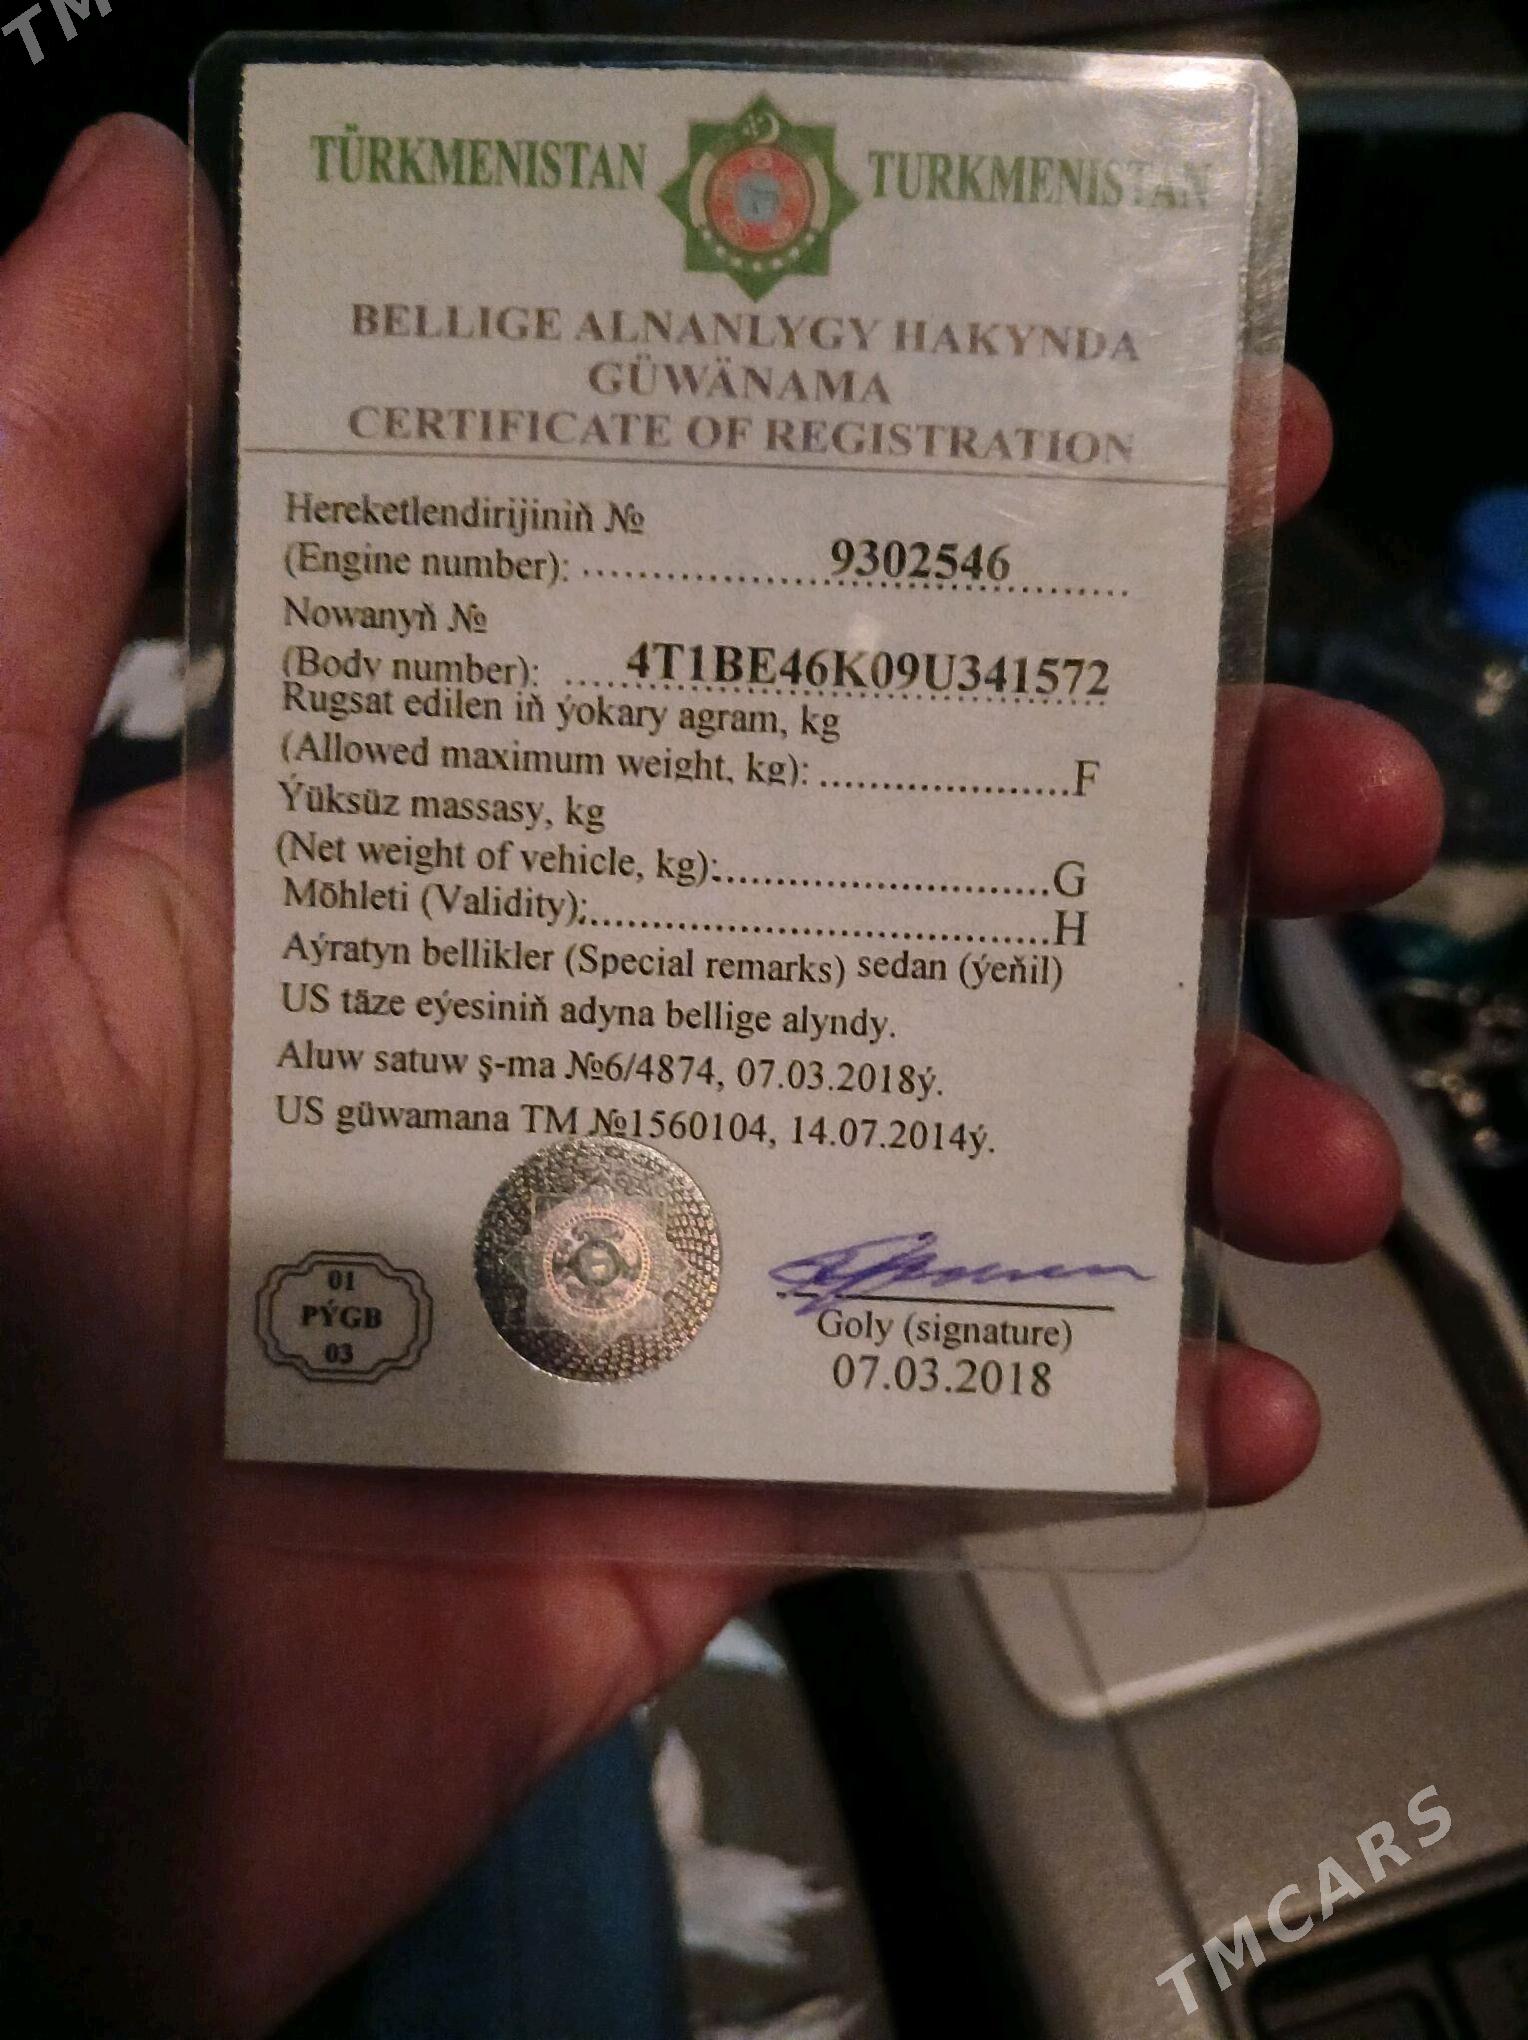 TM
TÜRKMENISTAN TURKMENISTAN
BELLIGE ALNANLYGY HAKYNDA
GÜWÄNAMA
CERTIFICATE OF REGISTRATION
Hereketlendirijiniň №
(Engine number): .......................9302546.........
Nowanyň №
(Body number): .....4T1BE46K09U341572
Rugsat edilen iň ýokary agram, kg
(Allowed maximum weight, kg): ....................F
Ýüksüz massasy, kg
(Net weight of vehicle, kg):..........................G
Möhleti (Validity):.....................................H
Aýratyn bellikler (Special remarks) sedan (ýeňil)
US täze eýesiniň adyna bellige alyndy.
Aluw satuw ş-ma №6/4874, 07.03.2018ý.
US güwamana TM №1560104, 14.07.2014ý.
01
PÝGB
03
Goly (signature)
07.03.2018
TMCARS